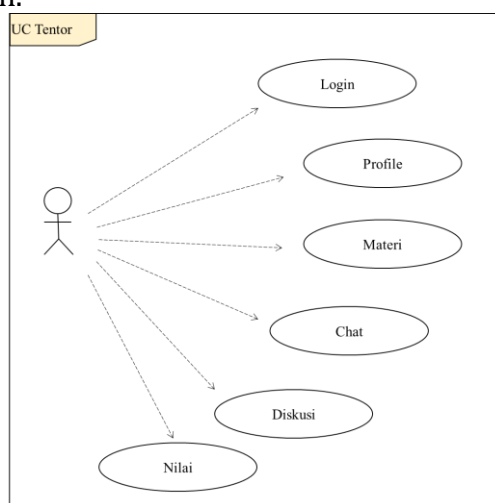 UC Tentor
Login
Profile
Materi
Chat
Diskusi
Nilai